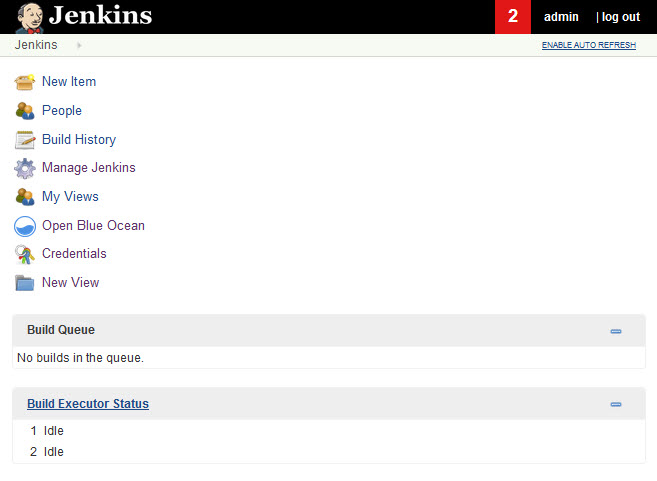 Jenkins 2 admin | log out
Jenkins ENABLE AUTO REFRESH
New Item
People
Build History
Manage Jenkins
My Views
Open Blue Ocean
Credentials
New View
Build Queue
No builds in the queue.
Build Executor Status
1 Idle
2 Idle